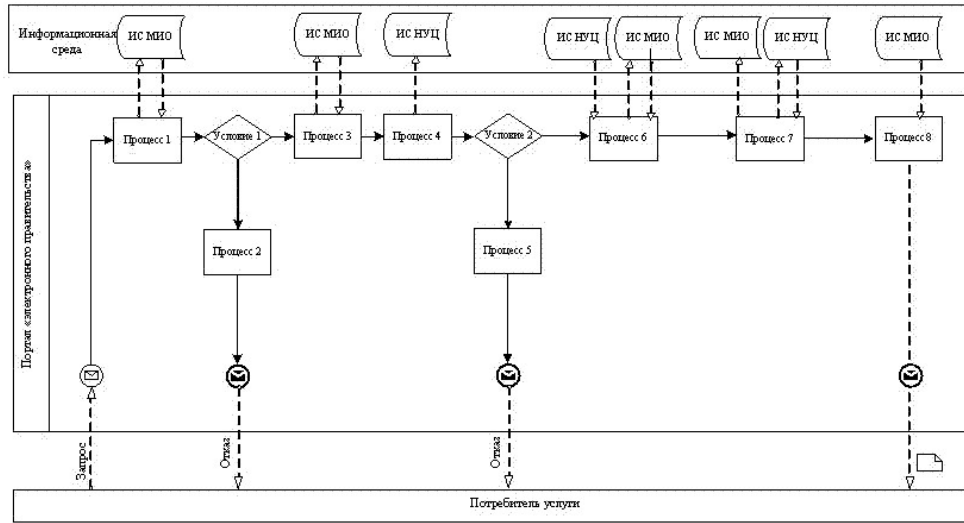 Информационная
среда
ИС МИО
ИС МИО
ИС НУЦ
ИС НУЦ
ИС МИО
ИС МИО
ИС НУЦ
ИС МИО
Портал «электронного правительства»
Процесс 1
Условие 1
Процесс 3
Процесс 4
Условие 2
Процесс 6
Процесс 7
Процесс 8
Процесс 2
Процесс 5
Запрос
Отказ
Отказ
Потребитель услуги